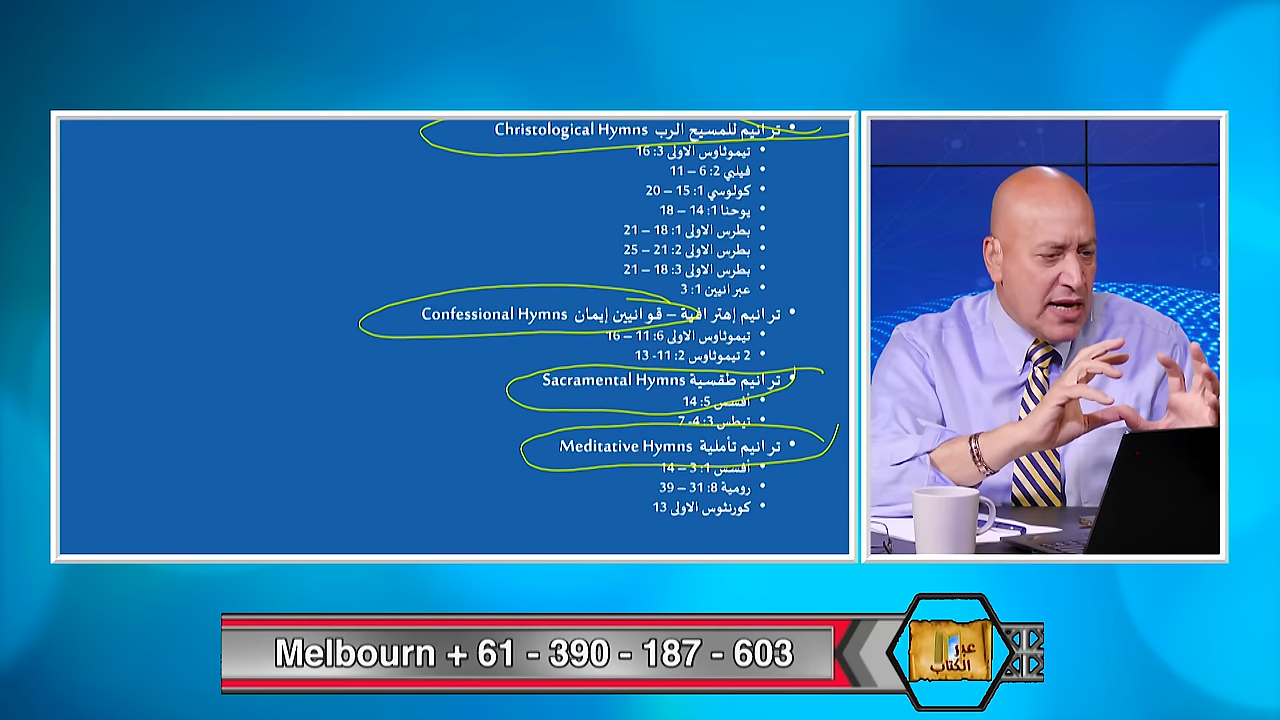 • ترانيم للمسيح الرب Christological Hymns
• تيموثاوس الاولى 3: 16
• فيلبي 2: 6 – 11
• كولوسي 1: 15 – 20
• يوحنا 1: 14 – 18
• بطرس الاولى 1: 18 – 21
• بطرس الاولى 2: 21 – 25
• بطرس الاولى 3: 18 – 21
• عبرانيين 1: 3
• ترانيم إهترافية – قوانيين إيمان Confessional Hymns
• تيموثاوس الاولى 6: 11 – 16
• 2 تيموثاوس 2: 11- 13
• ترانيم طقسية Sacramental Hymns
• أفسس 5: 14
• تيطس 3: 4- 7
• ترانيم تأملية Meditative Hymns
• أفسس 1: 3 – 14
• رومية 8: 31 – 39
• كورنثوس الاولى 13
Melbourn + 61 - 390 - 187 - 603
عبر
الكتاب